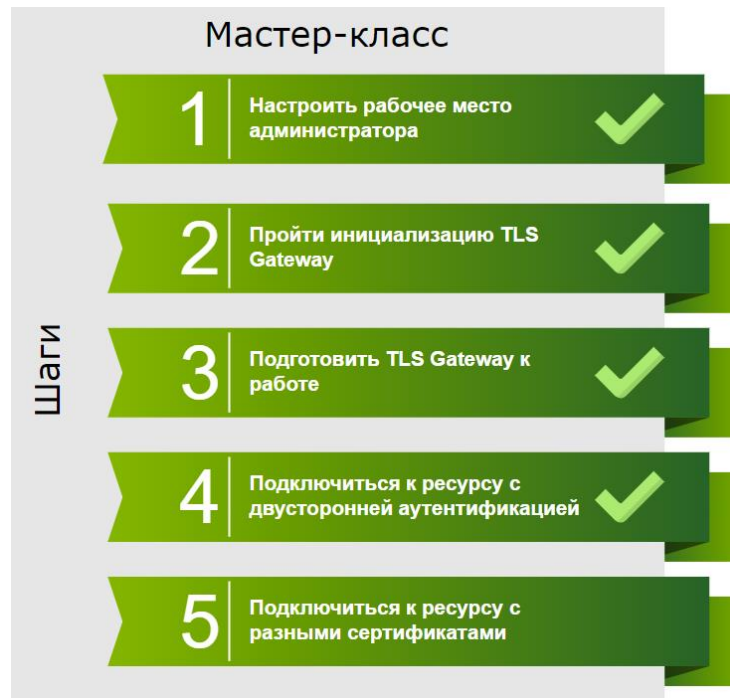 Мастер-класс
Шаги
1
Настроить рабочее место
администратора
2
Пройти инициализацию TLS
Gateway
3
Подготовить TLS Gateway к
работе
4
Подключиться к ресурсу с
двусторонней аутентификацией
5
Подключиться к ресурсу с
разными сертификатами